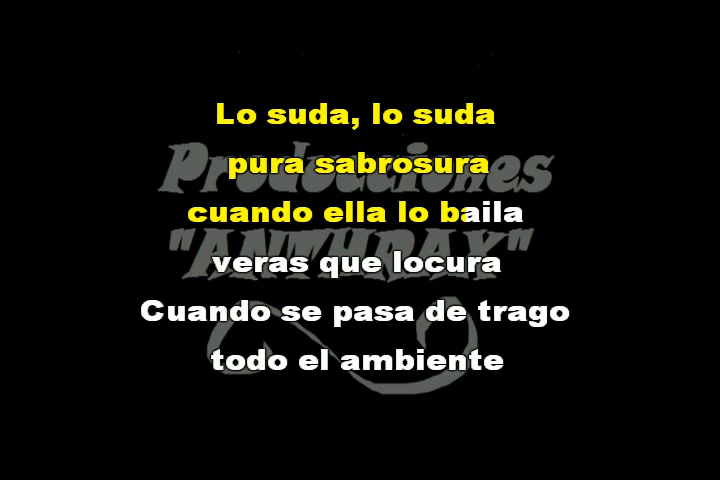 Lo suda, lo suda
pura sabrosura
cuando ella lo baila
veras que locura
Cuando se pasa de trago
todo el ambiente
Producciones
"ANTHRAX"